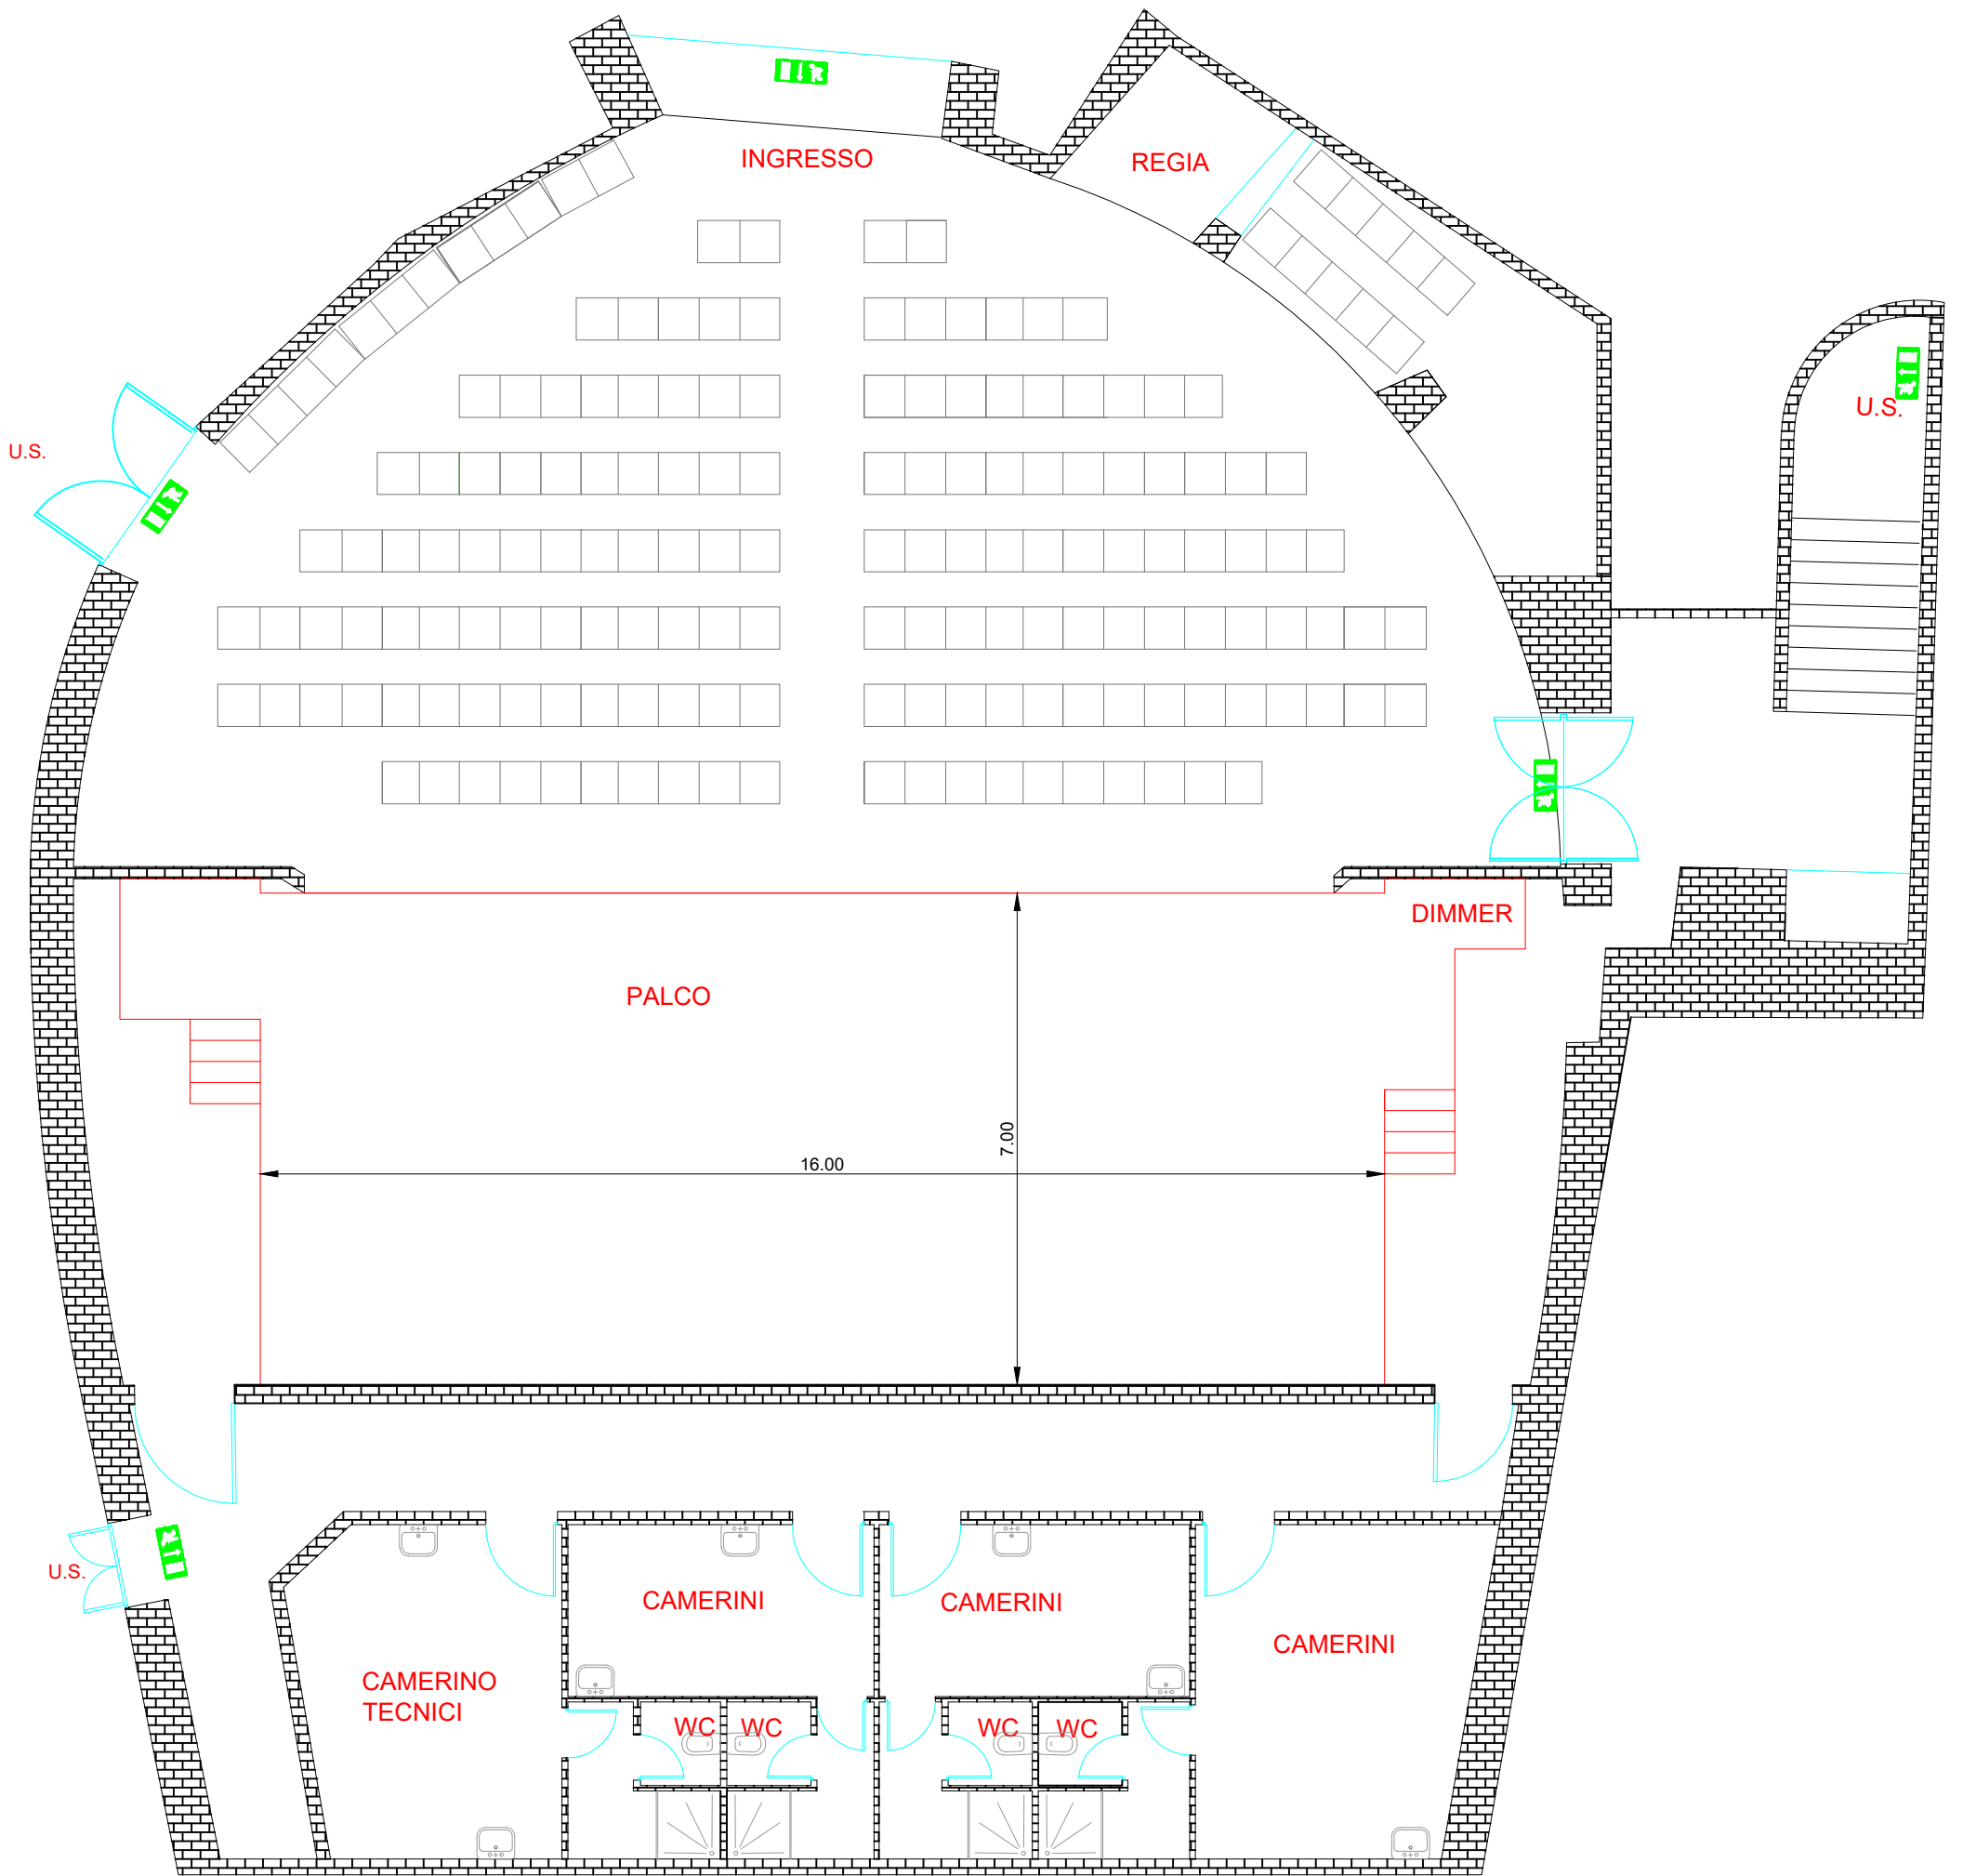 INGRESSO
REGIA
U.S.
U.S.
DIMMER
PALCO
7.00
16.00
U.S.
CAMERINI
CAMERINI
CAMERINI
CAMERINO
TECNICI
WC
WC
WC
WC